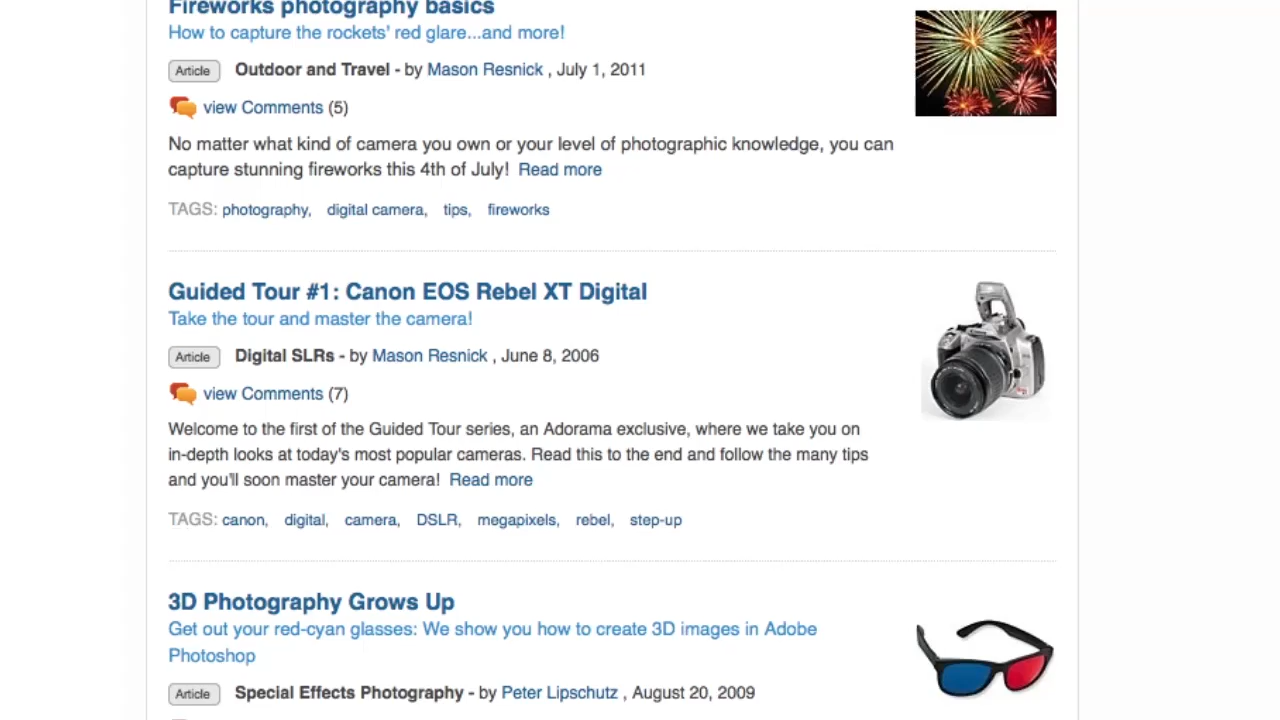 Fireworks photography basics
How to capture the rockets' red glare...and more!
Article Outdoor and Travel - by Mason Resnick , July 1, 2011
view Comments (5)
No matter what kind of camera you own or your level of photographic knowledge, you can
capture stunning fireworks this 4th of July! Read more
TAGS: photography, digital camera, tips, fireworks
Guided Tour #1: Canon EOS Rebel XT Digital
Take the tour and master the camera!
Article Digital SLRs - by Mason Resnick , June 8, 2006
view Comments (7)
Welcome to the first of the Guided Tour series, an Adorama exclusive, where we take you on
in-depth looks at today's most popular cameras. Read this to the end and follow the many tips
and you'll soon master your camera! Read more
TAGS: canon, digital, camera, DSLR, megapixels, rebel, step-up
3D Photography Grows Up
Get out your red-cyan glasses: We show you how to create 3D images in Adobe
Photoshop
Article Special Effects Photography - by Peter Lipschutz , August 20, 2009